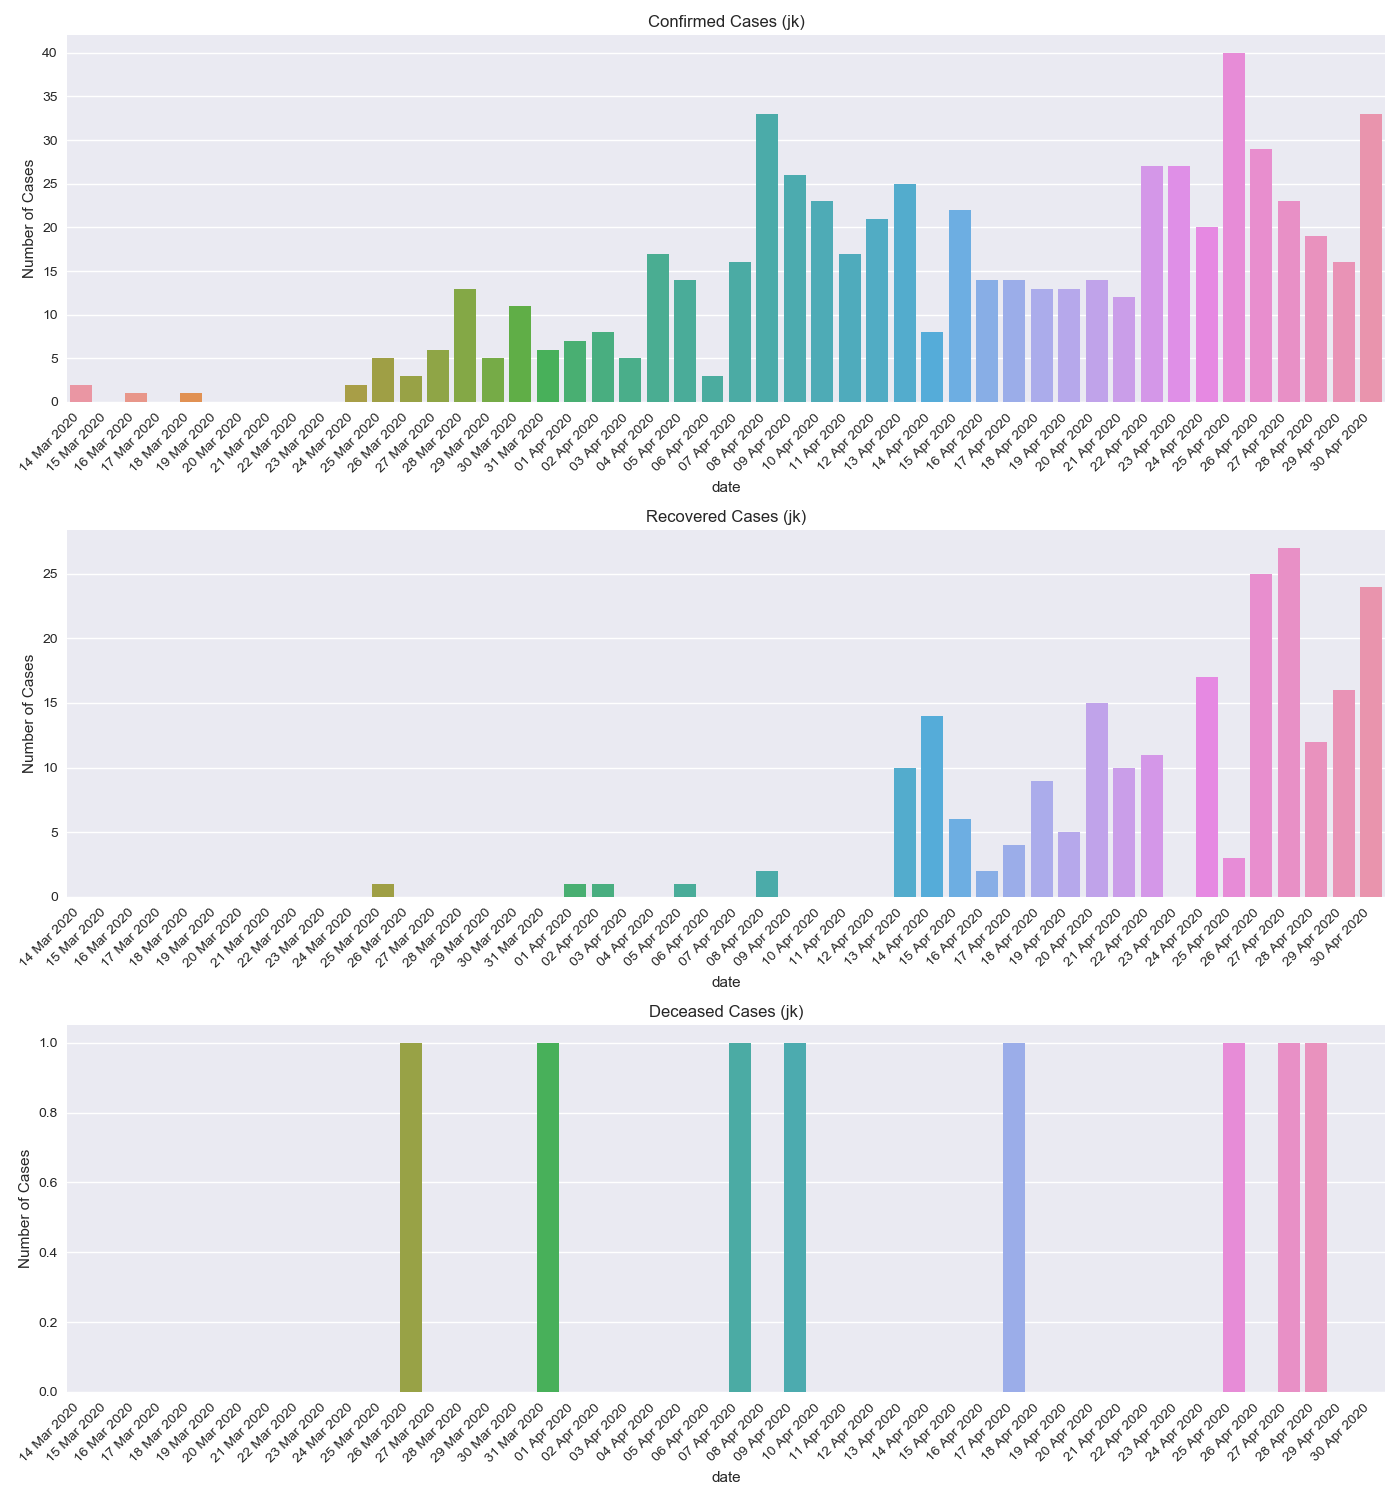 Confirmed Cases (jk)
40
35
30
25
20
15
10
5
0
Number of Cases
14 Mar 2020
15 Mar 2020
16 Mar 2020
17 Mar 2020
18 Mar 2020
19 Mar 2020
20 Mar 2020
21 Mar 2020
22 Mar 2020
23 Mar 2020
24 Mar 2020
25 Mar 2020
26 Mar 2020
27 Mar 2020
28 Mar 2020
29 Mar 2020
30 Mar 2020
31 Mar 2020
01 Apr 2020
02 Apr 2020
03 Apr 2020
04 Apr 2020
05 Apr 2020
06 Apr 2020
07 Apr 2020
08 Apr 2020
09 Apr 2020
10 Apr 2020
11 Apr 2020
12 Apr 2020
13 Apr 2020
14 Apr 2020
15 Apr 2020
16 Apr 2020
17 Apr 2020
18 Apr 2020
19 Apr 2020
20 Apr 2020
21 Apr 2020
22 Apr 2020
23 Apr 2020
24 Apr 2020
25 Apr 2020
26 Apr 2020
27 Apr 2020
28 Apr 2020
29 Apr 2020
30 Apr 2020
date
Recovered Cases (jk)
25
20
15
10
5
0
Number of Cases
14 Mar 2020
15 Mar 2020
16 Mar 2020
17 Mar 2020
18 Mar 2020
19 Mar 2020
20 Mar 2020
21 Mar 2020
22 Mar 2020
23 Mar 2020
24 Mar 2020
25 Mar 2020
26 Mar 2020
27 Mar 2020
28 Mar 2020
29 Mar 2020
30 Mar 2020
31 Mar 2020
01 Apr 2020
02 Apr 2020
03 Apr 2020
04 Apr 2020
05 Apr 2020
06 Apr 2020
07 Apr 2020
08 Apr 2020
09 Apr 2020
10 Apr 2020
11 Apr 2020
12 Apr 2020
13 Apr 2020
14 Apr 2020
15 Apr 2020
16 Apr 2020
17 Apr 2020
18 Apr 2020
19 Apr 2020
20 Apr 2020
21 Apr 2020
22 Apr 2020
23 Apr 2020
24 Apr 2020
25 Apr 2020
26 Apr 2020
27 Apr 2020
28 Apr 2020
29 Apr 2020
30 Apr 2020
date
Deceased Cases (jk)
1.0
0.8
0.6
0.4
0.2
0.0
Number of Cases
14 Mar 2020
15 Mar 2020
16 Mar 2020
17 Mar 2020
18 Mar 2020
19 Mar 2020
20 Mar 2020
21 Mar 2020
22 Mar 2020
23 Mar 2020
24 Mar 2020
25 Mar 2020
26 Mar 2020
27 Mar 2020
28 Mar 2020
29 Mar 2020
30 Mar 2020
31 Mar 2020
01 Apr 2020
02 Apr 2020
03 Apr 2020
04 Apr 2020
05 Apr 2020
06 Apr 2020
07 Apr 2020
08 Apr 2020
09 Apr 2020
10 Apr 2020
11 Apr 2020
12 Apr 2020
13 Apr 2020
14 Apr 2020
15 Apr 2020
16 Apr 2020
17 Apr 2020
18 Apr 2020
19 Apr 2020
20 Apr 2020
21 Apr 2020
22 Apr 2020
23 Apr 2020
24 Apr 2020
25 Apr 2020
26 Apr 2020
27 Apr 2020
28 Apr 2020
29 Apr 2020
30 Apr 2020
date